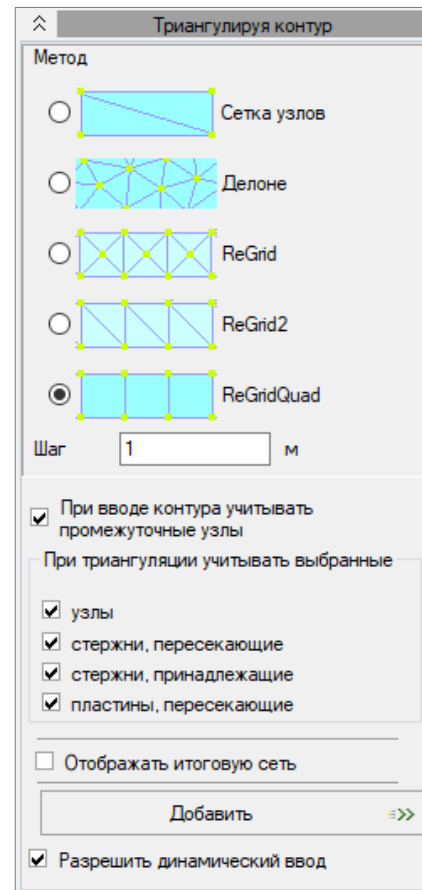 Триангулируя контур
Метод
Сетка узлов
Делоне
ReGrid
ReGrid2
ReGridQuad
Шаг 1 м
При вводе контура учитывать
промежуточные узлы
При триангуляции учитывать выбранные
узлы
стержни, пересекающие
стержни, принадлежащие
пластины, пересекающие
Отображать итоговую сеть
Добавить
Разрешить динамический ввод